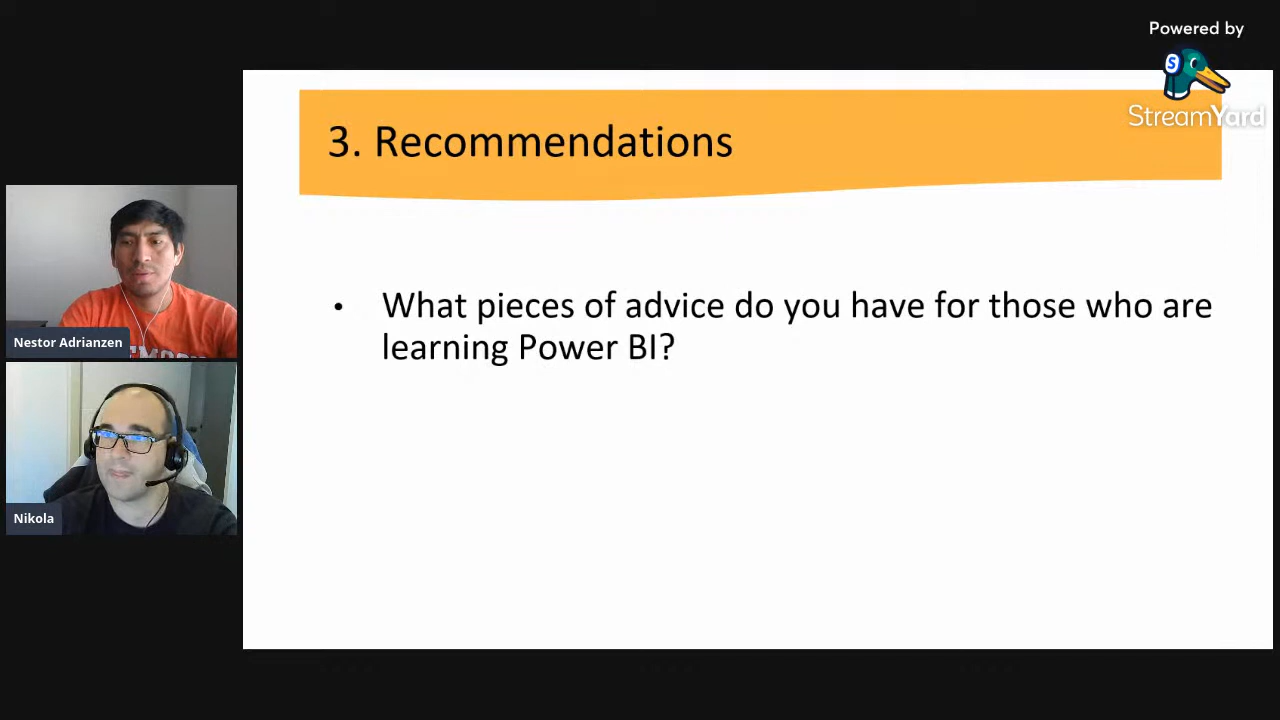 Powered by
S
StreamYard
3. Recommendations
• What pieces of advice do you have for those who are
learning Power BI?
Nestor Adrianzen
Nikola